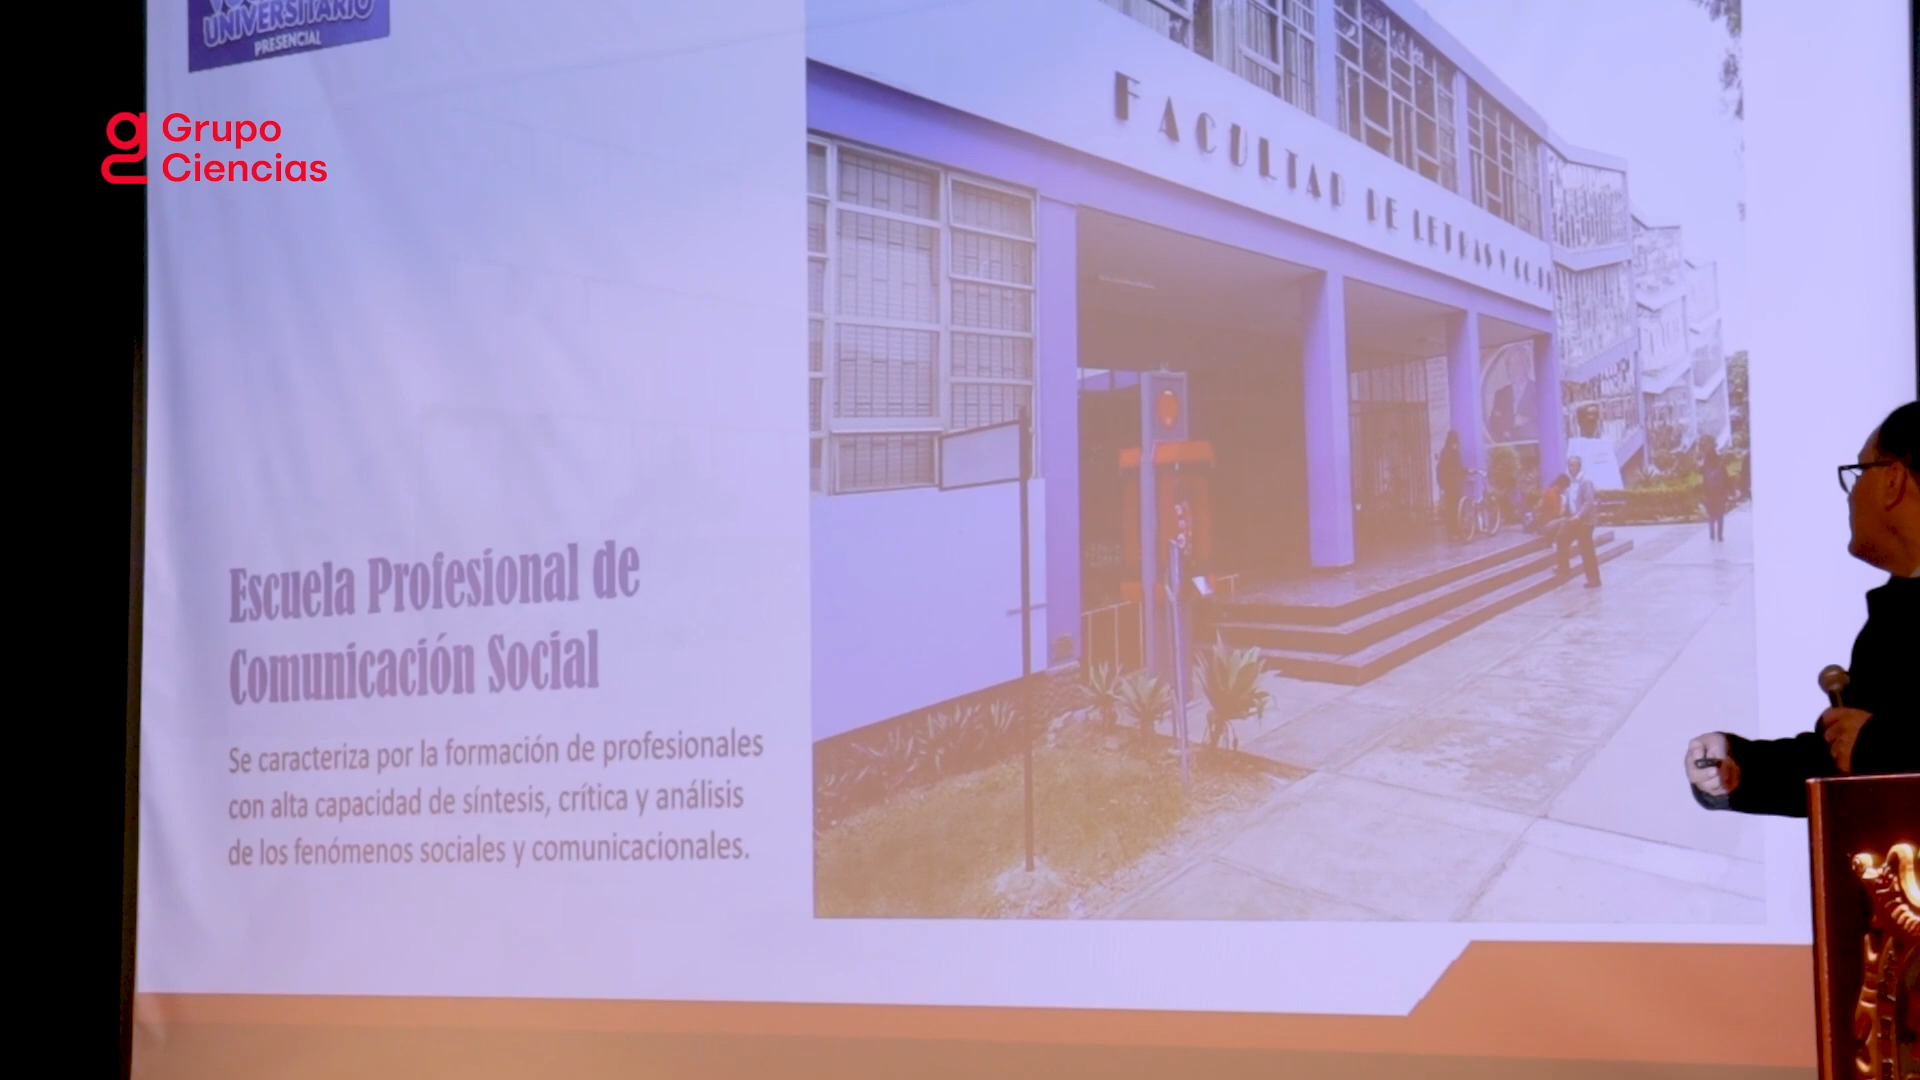 UNIVERSITARIO
PRESENCIAL
Grupo
Ciencias
FACULTAD DE LETRAS Y CC.
Escuela Profesional de
Comunicación Social
Se caracteriza por la formación de profesionales
con alta capacidad de síntesis, crítica y análisis
de los fenómenos sociales y comunicacionales.